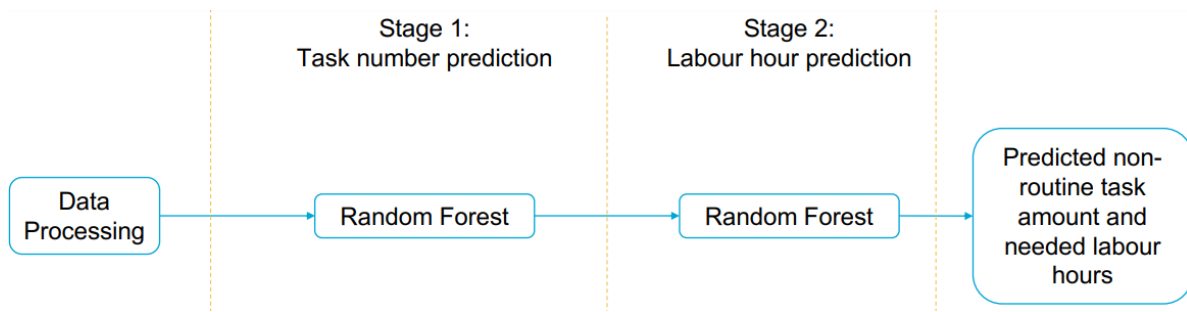 Stage 1:
Task number prediction
Stage 2:
Labour hour prediction
Data
Processing
Random Forest
Random Forest
Predicted non-
routine task
amount and
needed labour
hours